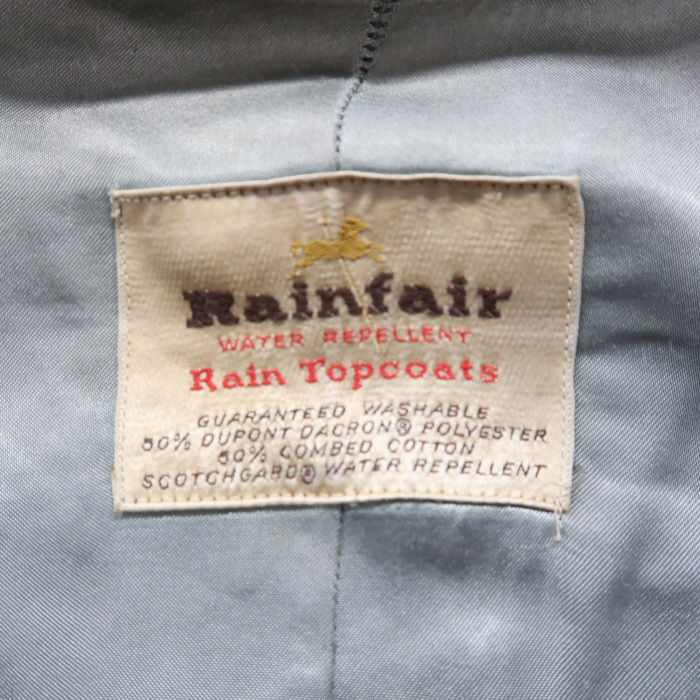 Rainfair
WATER REPELLENT
Rain Topcoats
GUARANTEED WASHABLE
50% DUPONT DACRON® POLYESTER
50% COMBED COTTON
SCOTCHGARD® WATER REPELLENT